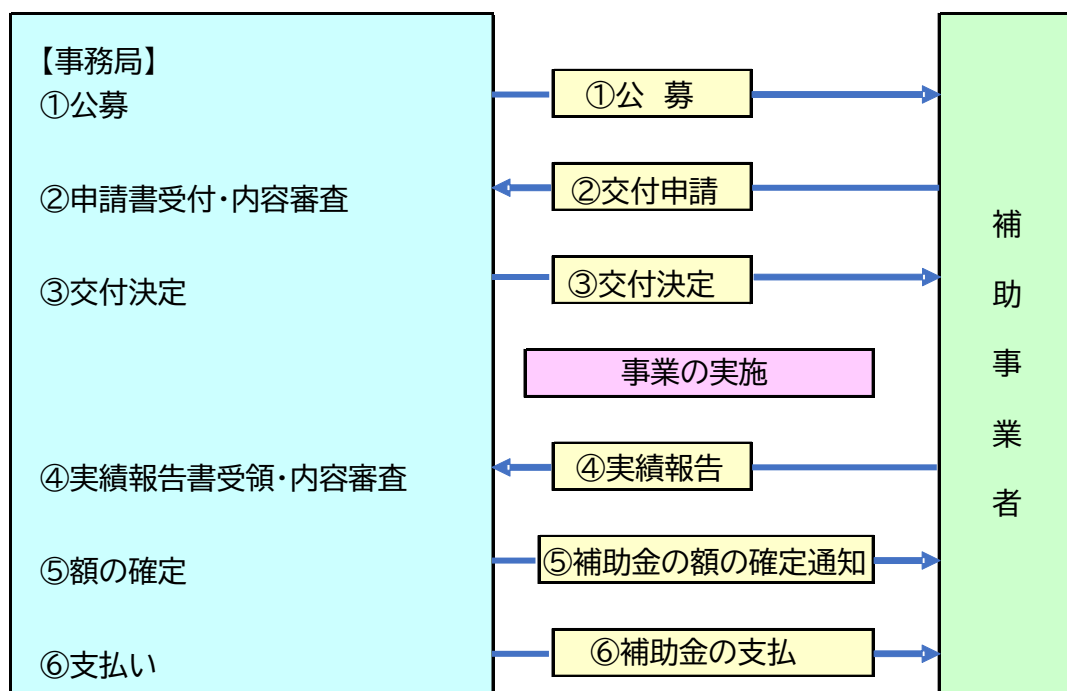 【事務局】
①公募
②申請書受付・内容審査
③交付決定
④実績報告書受領・内容審査
⑤額の確定
⑥支払い
①公　募
②交付申請
③交付決定
事業の実施
④実績報告
⑤補助金の額の確定通知
⑥補助金の支払
補助事業者